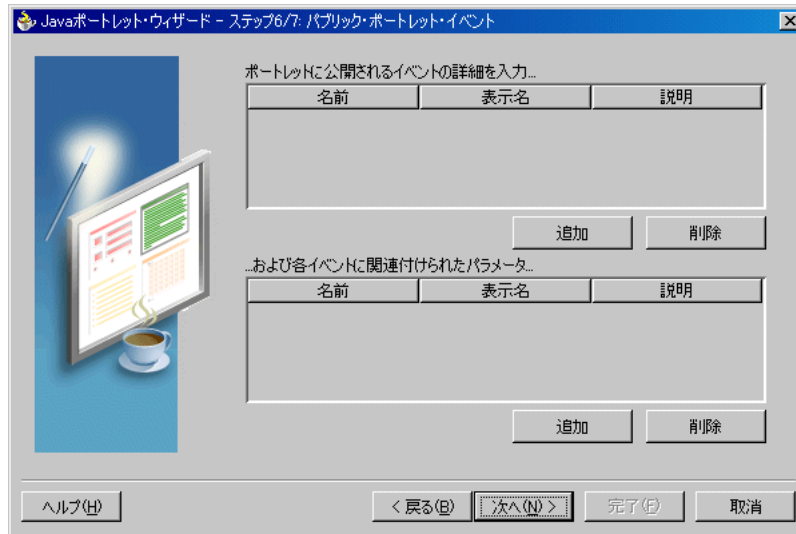 Javaポートレット・ウィザード - ステップ6/7: パブリック・ポートレット・イベント
ポートレットに公開されるイベントの詳細を入力...
名前 表示名 説明
追加 削除
...および各イベントに関連付けられたパラメータ...
名前 表示名 説明
追加 削除
ヘルプ(H) < 戻る(B) 次へ(N) > 完了(F) 取消